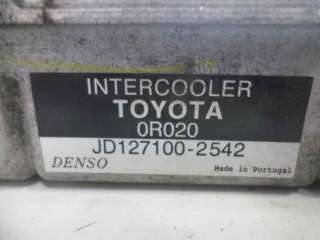 INTERCOOLER
TOYOTA
0R020
JD127100-2542
DENSO Made in Portugal